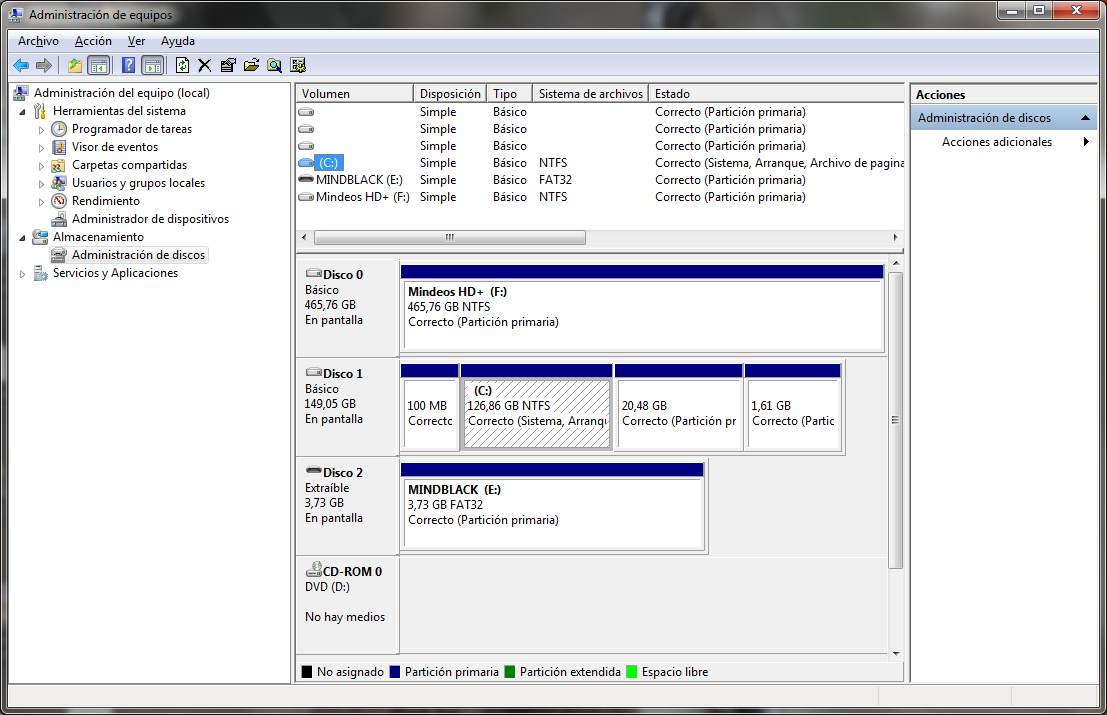 Administración de equipos
Archivo Acción Ver Ayuda
Administración del equipo (local)
Herramientas del sistema
Programador de tareas
Visor de eventos
Carpetas compartidas
Usuarios y grupos locales
Rendimiento
Administrador de dispositivos
Almacenamiento
Administración de discos
Servicios y Aplicaciones
Volumen Disposición Tipo Sistema de archivos Estado
Simple Básico Correcto (Partición primaria)
Simple Básico Correcto (Partición primaria)
Simple Básico Correcto (Partición primaria)
(C:) Simple Básico NTFS Correcto (Sistema, Arranque, Archivo de pagina
MINDBLACK (E:) Simple Básico FAT32 Correcto (Partición primaria)
Mindeos HD+ (F:) Simple Básico NTFS Correcto (Partición primaria)
Disco 0
Básico
465,76 GB
En pantalla
Mindeos HD+ (F:)
465,76 GB NTFS
Correcto (Partición primaria)
Disco 1
Básico
149,05 GB
En pantalla
100 MB
Correctc
(C:)
126,86 GB NTFS
Correcto (Sistema, Arranqu
20,48 GB
Correcto (Partición pr
1,61 GB
Correcto (Partic
Disco 2
Extraíble
3,73 GB
En pantalla
MINDBLACK (E:)
3,73 GB FAT32
Correcto (Partición primaria)
CD-ROM 0
DVD (D:)
No hay medios
No asignado Partición primaria Partición extendida Espacio libre
Acciones
Administración de discos
Acciones adicionales